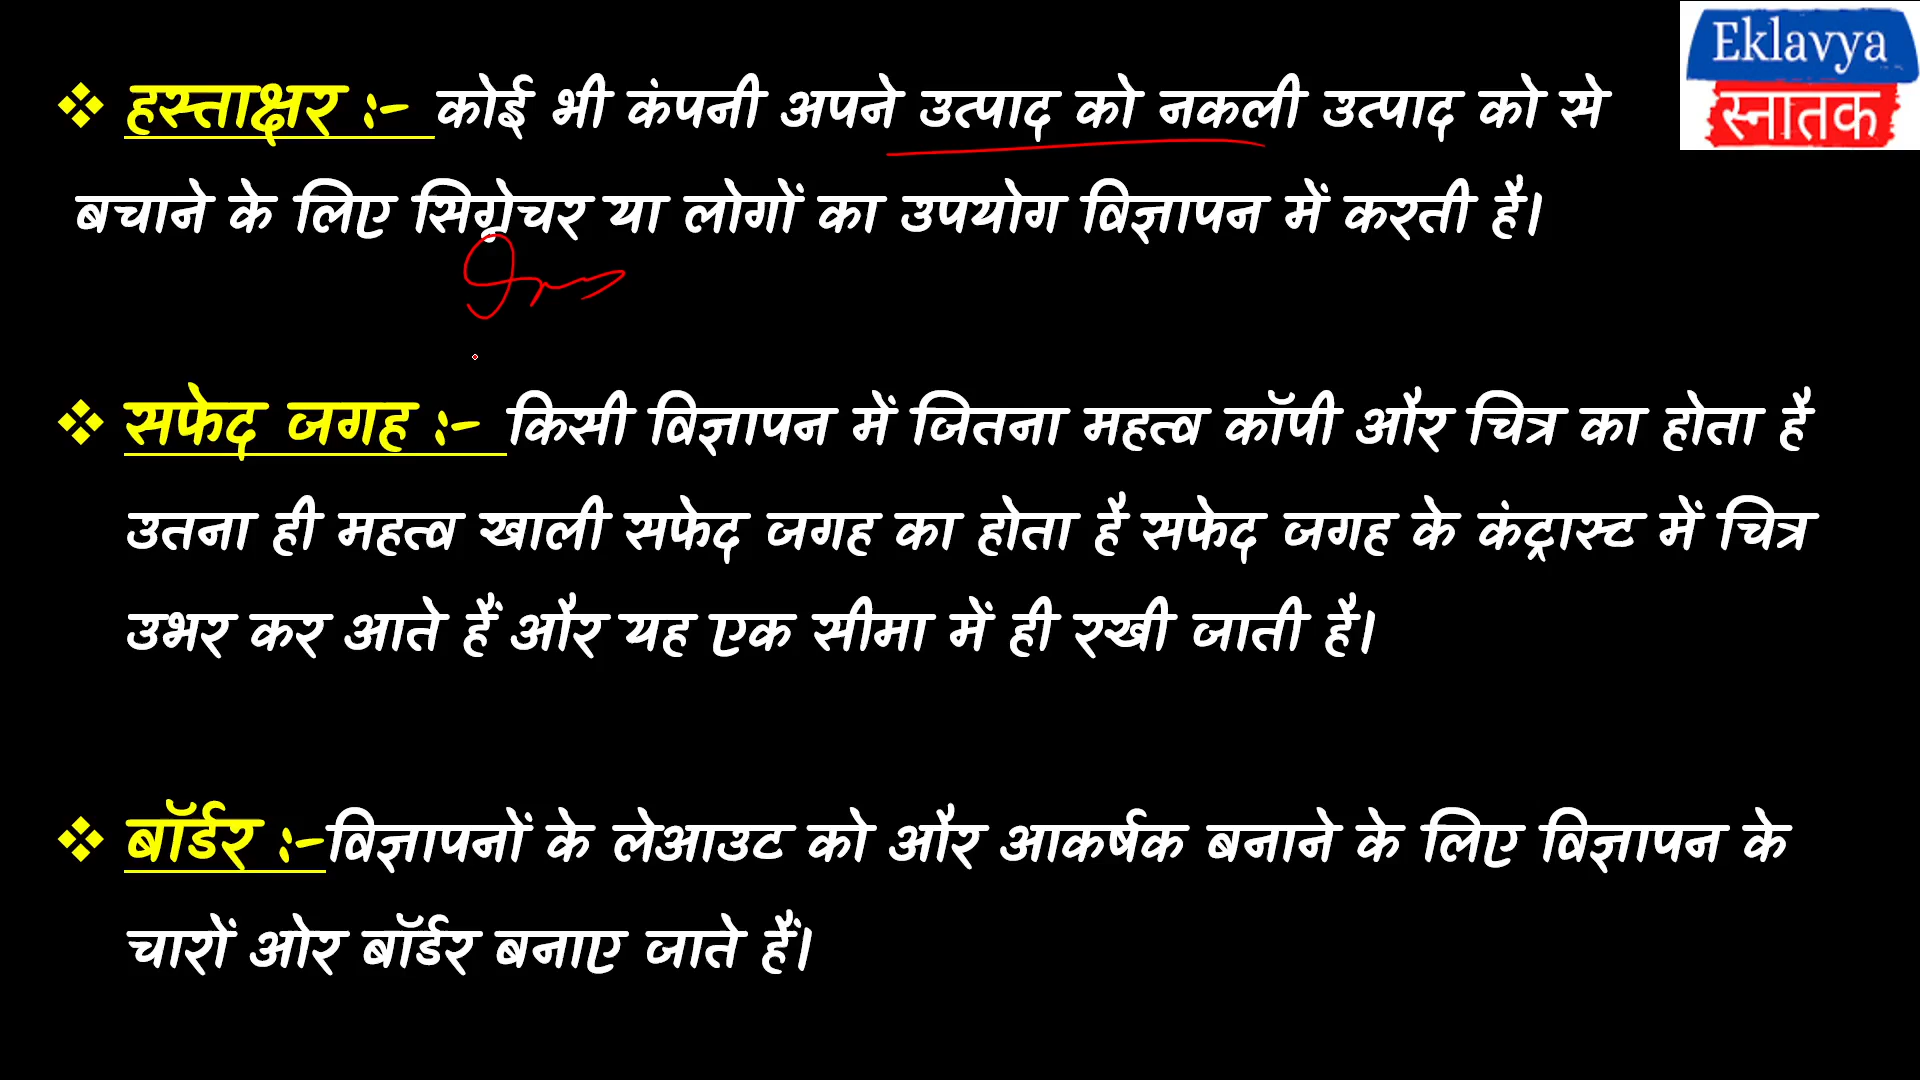 Eklavya
स्नातक
❖ हस्ताक्षर :- कोई भी कंपनी अपने उत्पाद को नकली उत्पाद को से
बचाने के लिए सिग्नेचर या लोगों का उपयोग विज्ञापन में करती है।
❖ सफेद जगह :- किसी विज्ञापन में जितना महत्व कॉपी और चित्र का होता है
उतना ही महत्व खाली सफेद जगह का होता है सफेद जगह के कंट्रास्ट में चित्र
उभर कर आते हैं और यह एक सीमा में ही रखी जाती है।
❖ बॉर्डर :-विज्ञापनों के लेआउट को और आकर्षक बनाने के लिए विज्ञापन के
चारों ओर बॉर्डर बनाए जाते हैं।